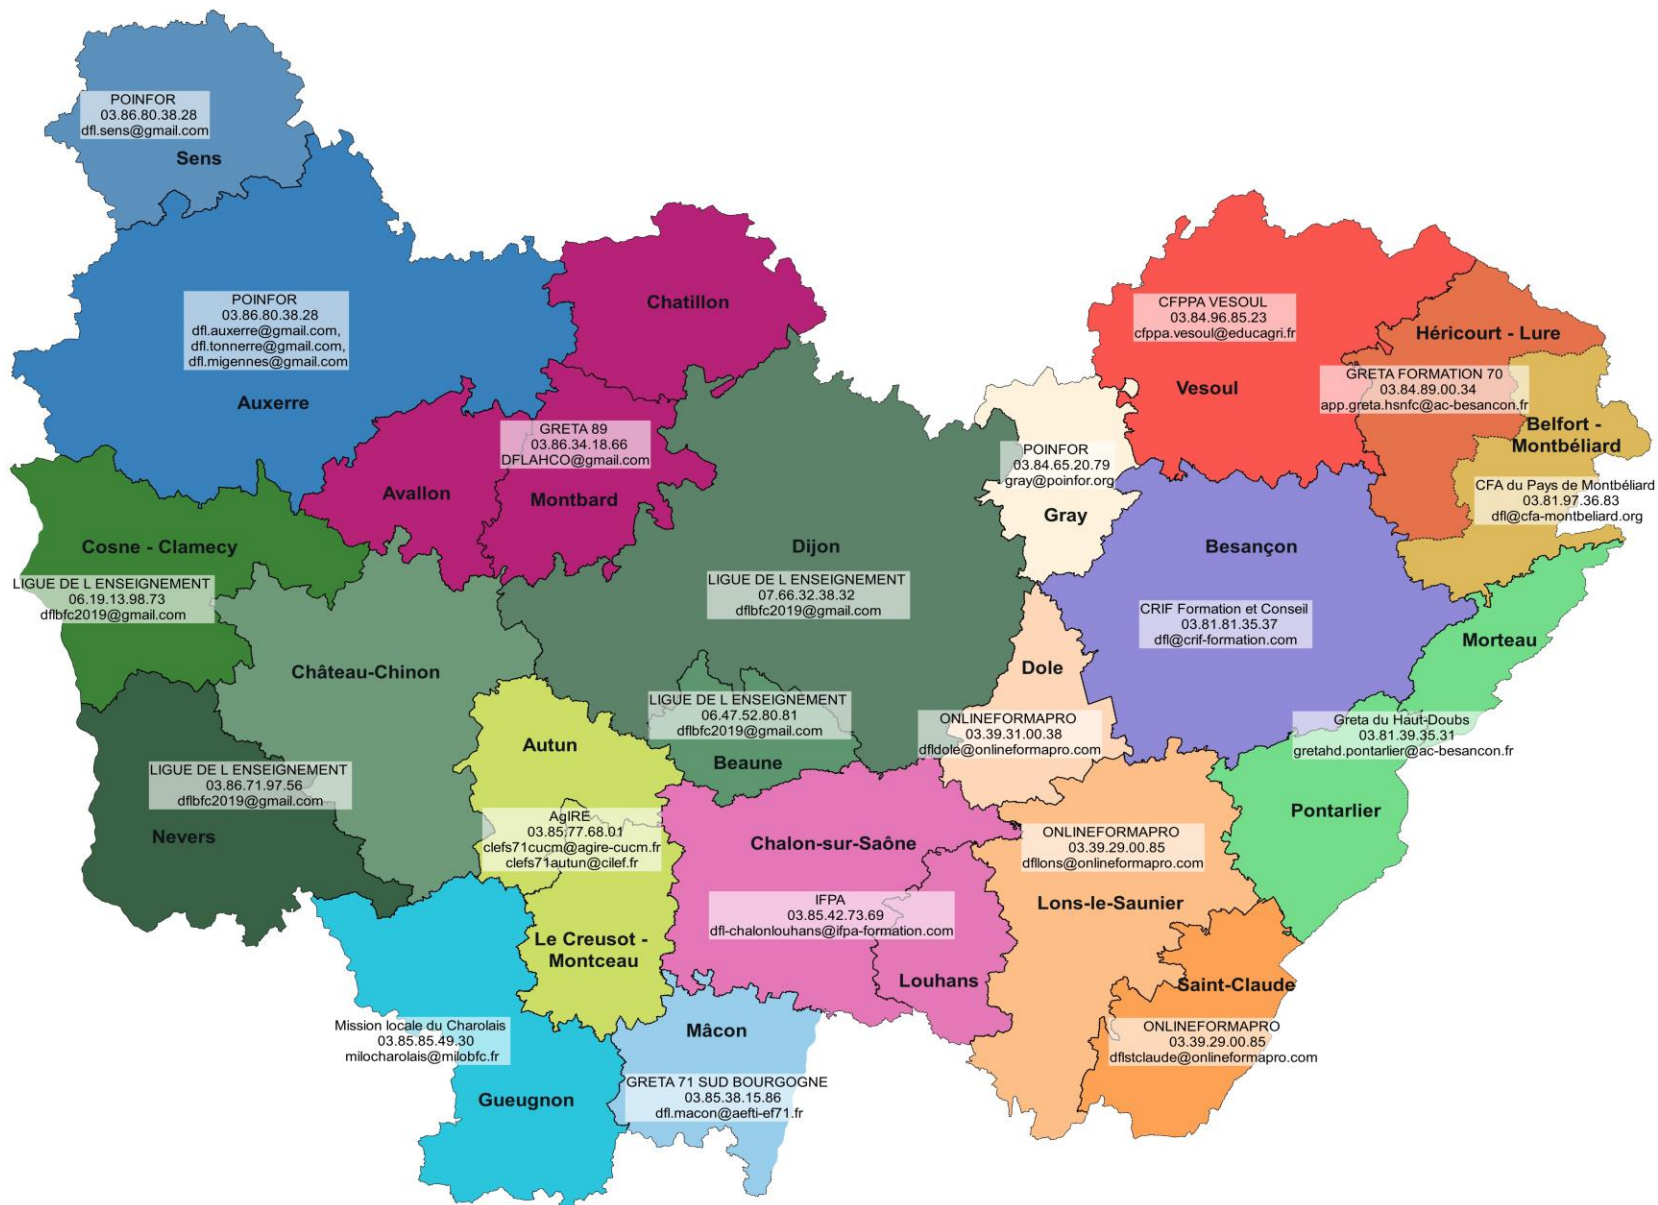 POINFOR
03.86.80.38.28
dfl.sens@gmail.com
Sens
POINFOR
03.86.80.38.28
dfl.auxerre@gmail.com,
dfl.tonnerre@gmail.com,
dfl.migennes@gmail.com
Auxerre
Chatillon
GRETA 89
03.86.34.18.66
DFLAHCO@gmail.com
Avallon
Montbard
CFPPA VESOUL
03.84.96.85.23
cfppa.vesoul@educagri.fr
Vesoul
Héricourt - Lure
GRETA FORMATION 70
03.84.89.00.34
app.greta.hsnfc@ac-besancon.fr
Belfort -
Montbéliard
CFA du Pays de Montbéliard
03.81.97.36.83
dfl@cfa-montbeliard.org
POINFOR
03.84.65.20.79
gray@poinfor.org
Gray
Cosne - Clamecy
LIGUE DE L ENSEIGNEMENT
06.19.13.98.73
dflbfc2019@gmail.com
Dijon
LIGUE DE L ENSEIGNEMENT
07.66.32.38.32
dflbfc2019@gmail.com
Besançon
CRIF Formation et Conseil
03.81.81.35.37
dfl@crif-formation.com
Morteau
Château-Chinon
Dole
ONLINEFORMAPRO
03.39.31.00.38
dfldole@onlineformapro.com
LIGUE DE L ENSEIGNEMENT
06.47.52.80.81
dflbfc2019@gmail.com
Beaune
Greta du Haut-Doubs
03.81.39.35.31
gretahd.pontarlier@ac-besancon.fr
Pontarlier
LIGUE DE L ENSEIGNEMENT
03.86.71.97.56
dflbfc2019@gmail.com
Nevers
Autun
AgIRE
03.85.77.68.01
clefs71cucm@agire-cucm.fr
clefs71autun@cilef.fr
Le Creusot -
Montceau
Chalon-sur-Saône
IFPA
03.85.42.73.69
dfl-chalonlouhans@ifpa-formation.com
Louhans
ONLINEFORMAPRO
03.39.29.00.85
dfllons@onlineformapro.com
Lons-le-Saunier
Saint-Claude
ONLINEFORMAPRO
03.39.29.00.85
dflstclaude@onlineformapro.com
Mission locale du Charolais
03.85.85.49.30
milocharolais@milobfc.fr
Gueugnon
Mâcon
GRETA 71 SUD BOURGOGNE
03.85.38.15.86
dfl.macon@aefti-ef71.fr